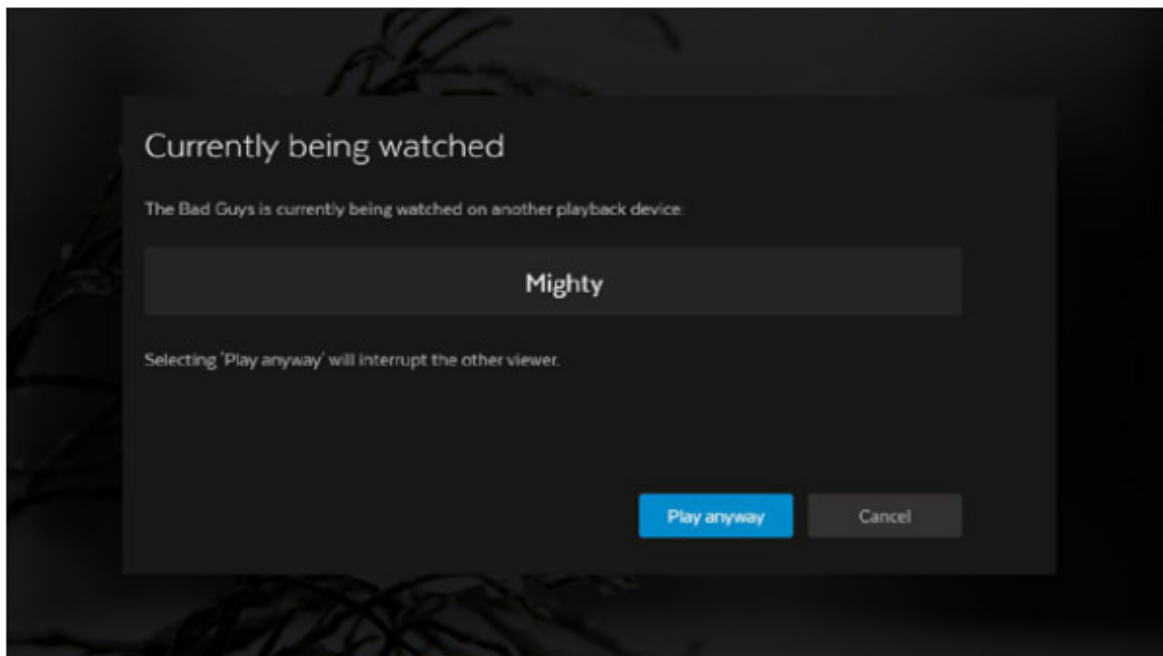 Currently being watched
The Bad Guys is currently being watched on another playback device:
Mighty
Selecting 'Play anyway' will interrupt the other viewer.
Play anyway
Cancel